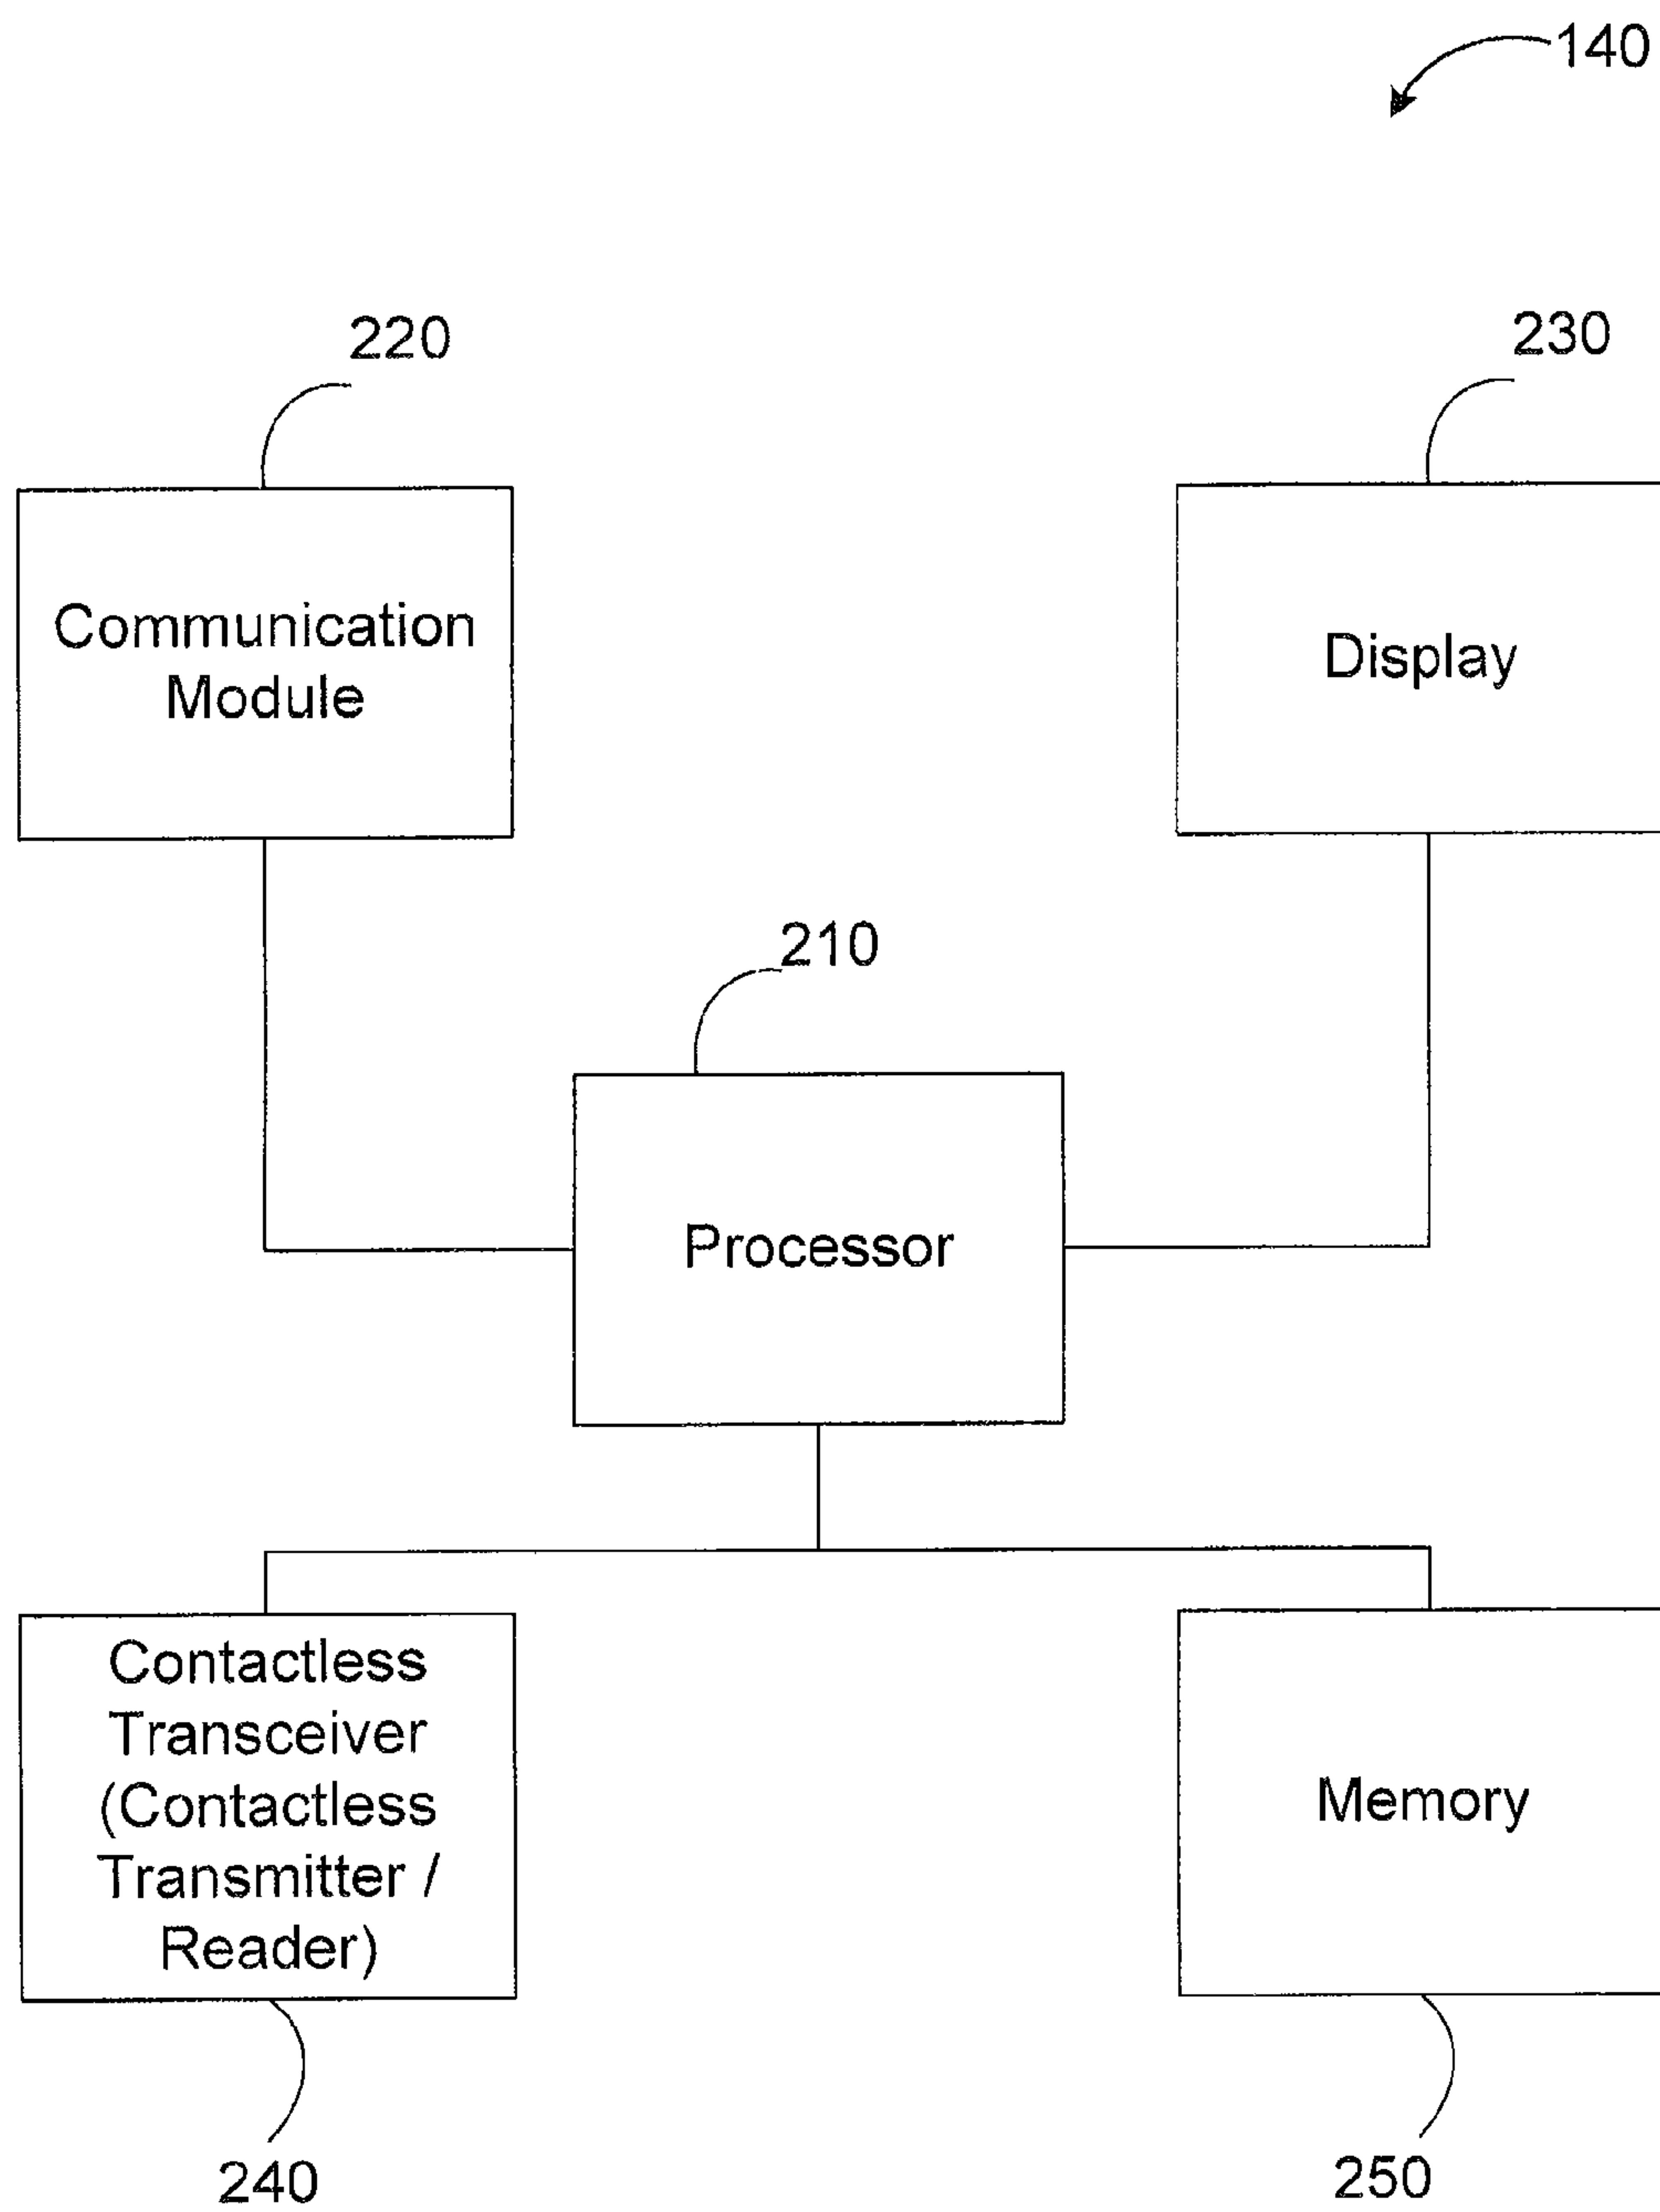 140
220
230
Communication
Module
Display
210
Processor
Contactless
Transceiver
(Contactless
Transmitter /
Reader)
Memory
240
250